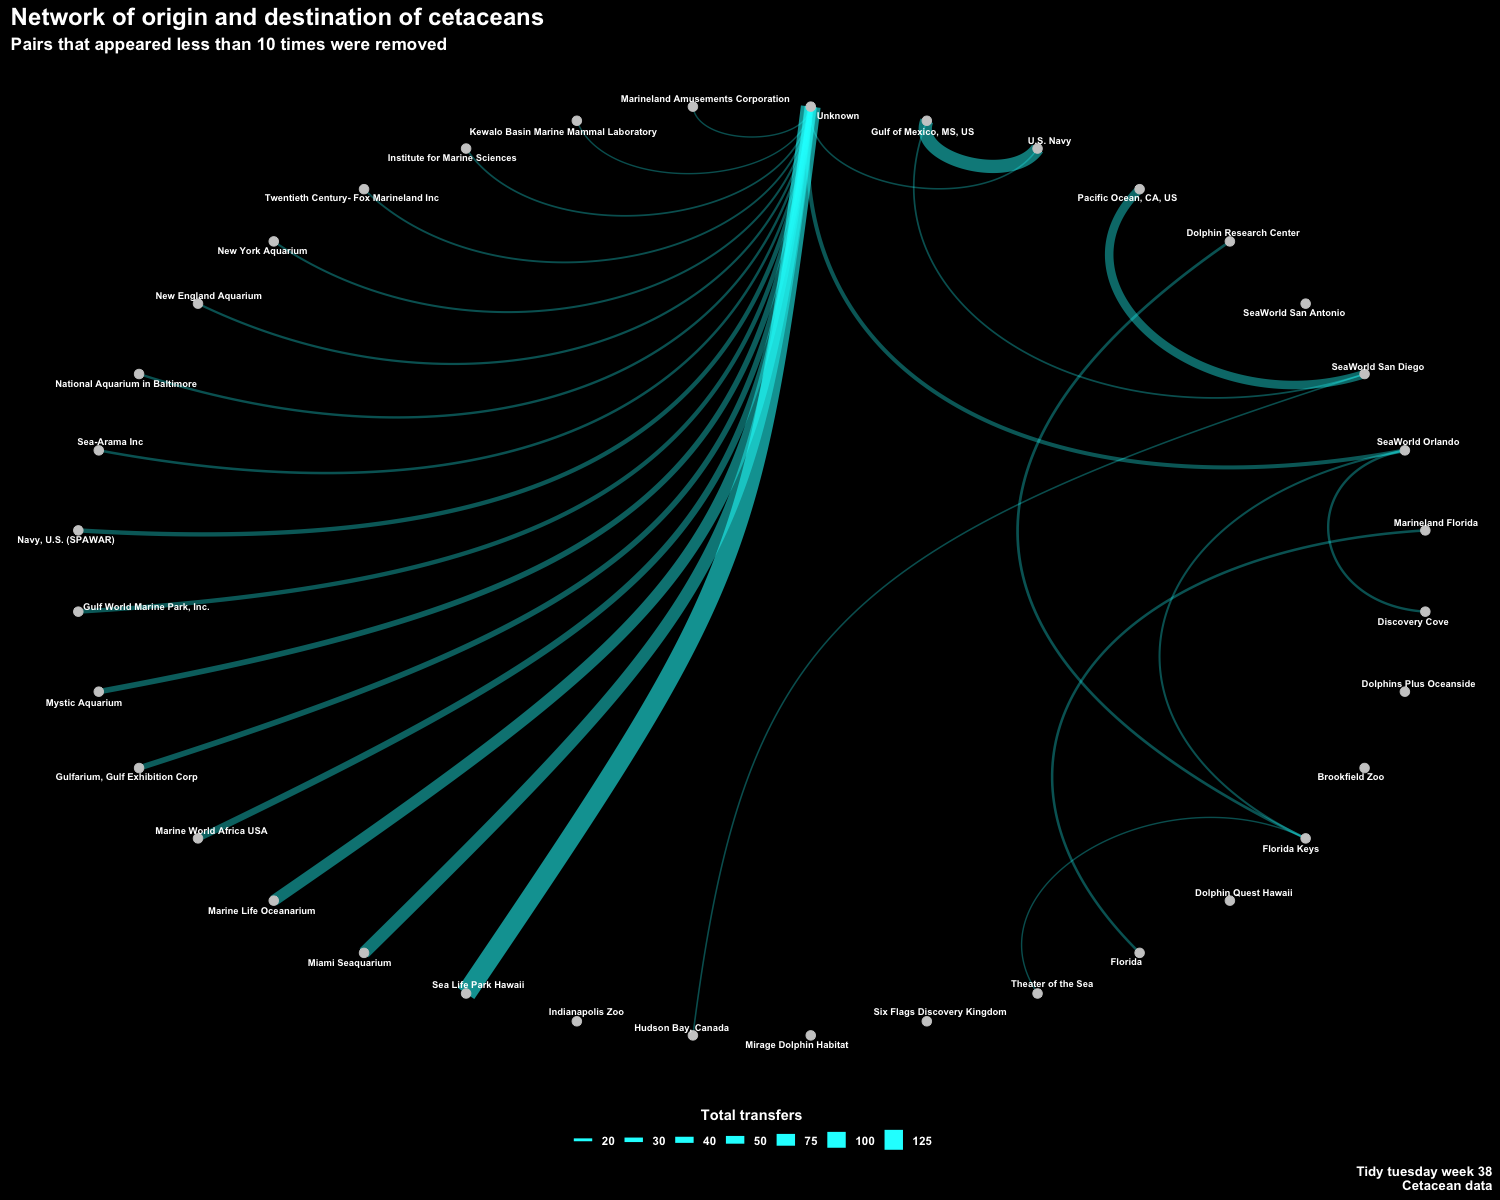 Network of origin and destination of cetaceans
Pairs that appeared less than 10 times were removed
Marineland Amusements Corporation
Unknown
Kewalo Basin Marine Mammal Laboratory
Gulf of Mexico, MS, US
U.S. Navy
Institute for Marine Sciences
Twentieth Century- Fox Marineland Inc
Pacific Ocean, CA, US
Dolphin Research Center
New York Aquarium
New England Aquarium
SeaWorld San Antonio
SeaWorld San Diego
National Aquarium in Baltimore
Sea-Arama Inc
SeaWorld Orlando
Marineland Florida
Navy, U.S. (SPAWAR)
Gulf World Marine Park, Inc.
Discovery Cove
Dolphins Plus Oceanside
Mystic Aquarium
Gulfarium, Gulf Exhibition Corp
Brookfield Zoo
Marine World Africa USA
Florida Keys
Dolphin Quest Hawaii
Marine Life Oceanarium
Miami Seaquarium
Florida
Sea Life Park Hawaii
Theater of the Sea
Indianapolis Zoo
Six Flags Discovery Kingdom
Hudson Bay, Canada
Mirage Dolphin Habitat
Total transfers
20 30 40 50 75 100 125
Tidy tuesday week 38
Cetacean data